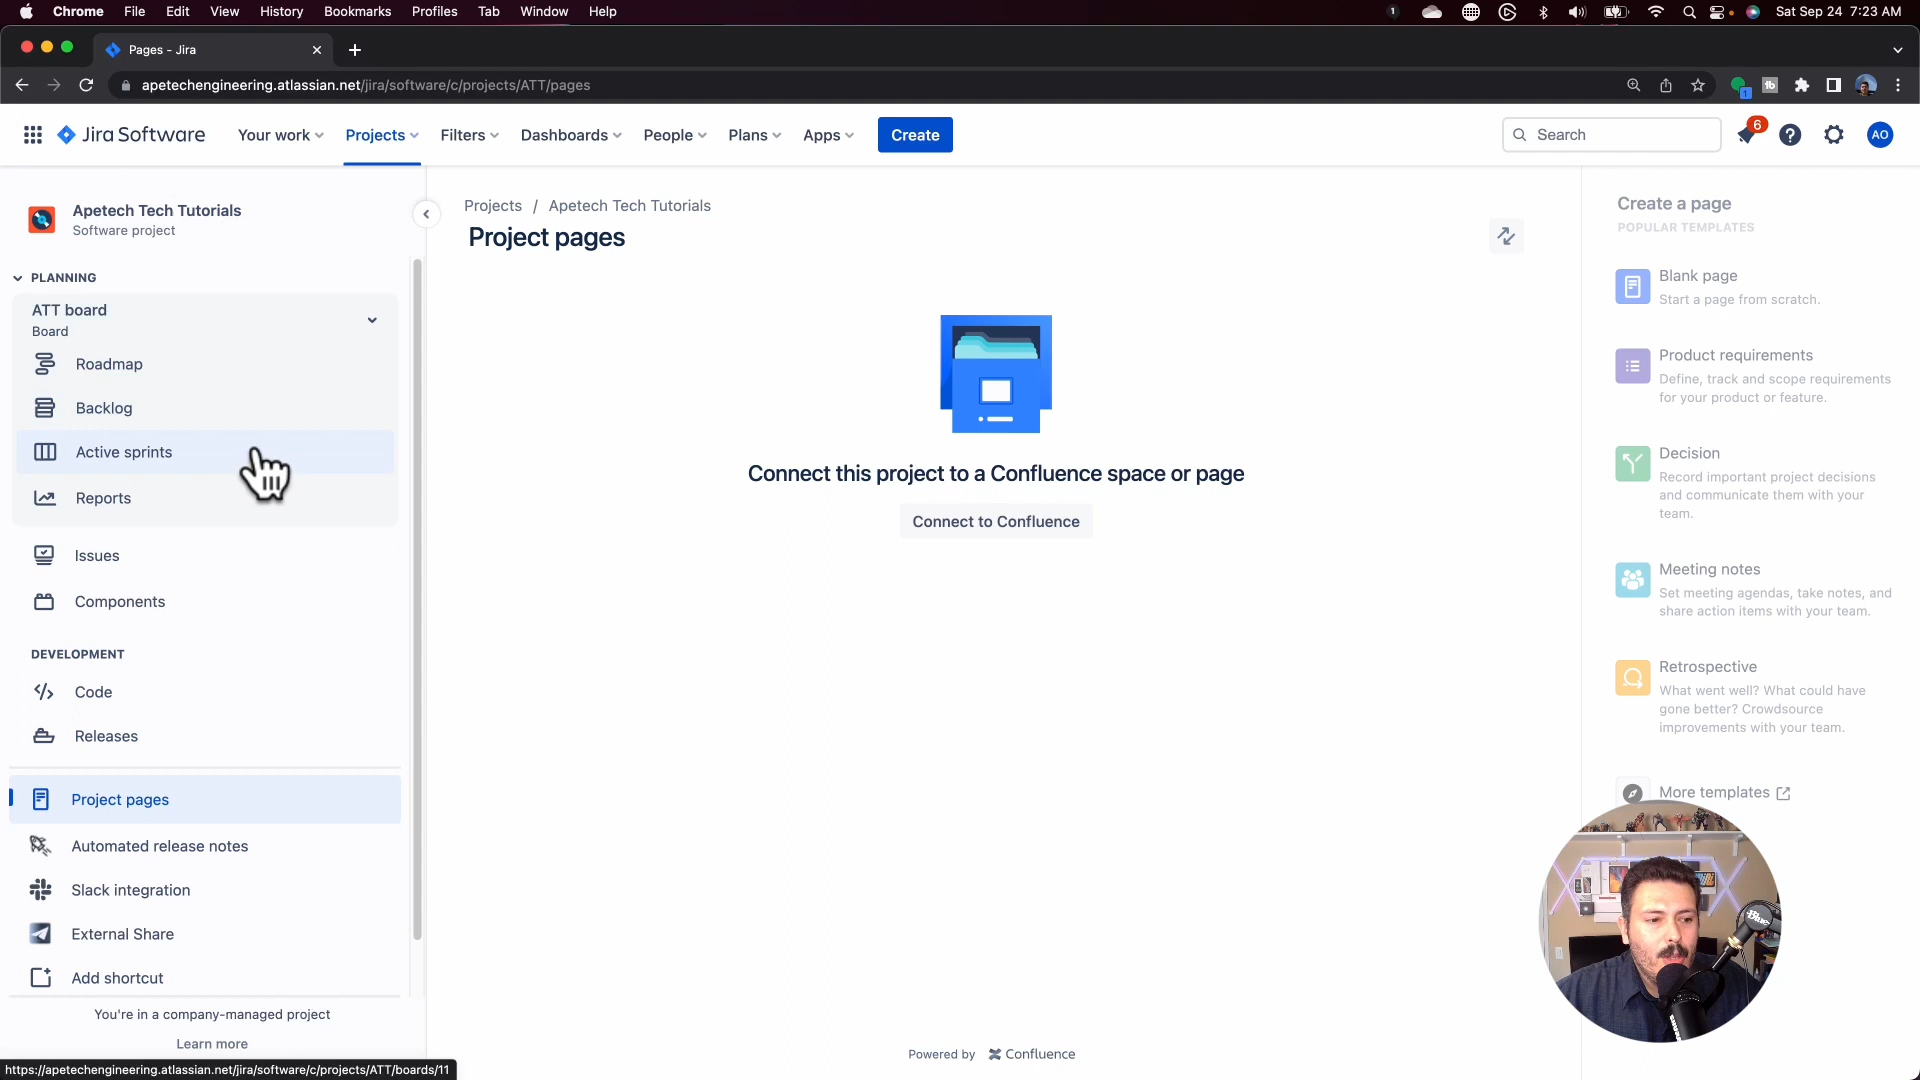 Chrome File Edit View History Bookmarks Profiles Tab Window Help
1 Sat Sep 24 7:23 AM
Pages - Jira
apetechengineering.atlassian.net/jira/software/c/projects/ATT/pages
1
Jira Software Your work Projects Filters Dashboards People Plans Apps Create
Search 6 AO
Apetech Tech Tutorials
Software project
PLANNING
ATT board
Board
Roadmap
Backlog
Active sprints
Reports
Issues
Components
DEVELOPMENT
Code
Releases
Project pages
Automated release notes
Slack integration
External Share
Add shortcut
You're in a company-managed project
Learn more
https://apetechengineering.atlassian.net/jira/software/c/projects/ATT/boards/11
Projects / Apetech Tech Tutorials
Project pages
Connect this project to a Confluence space or page
Connect to Confluence
Powered by Confluence
Create a page
POPULAR TEMPLATES
Blank page
Start a page from scratch.
Product requirements
Define, track and scope requirements
for your product or feature.
Decision
Record important project decisions
and communicate them with your
team.
Meeting notes
Set meeting agendas, take notes, and
share action items with your team.
Retrospective
What went well? What could have
gone better? Crowdsource
improvements with your team.
More templates
Blue